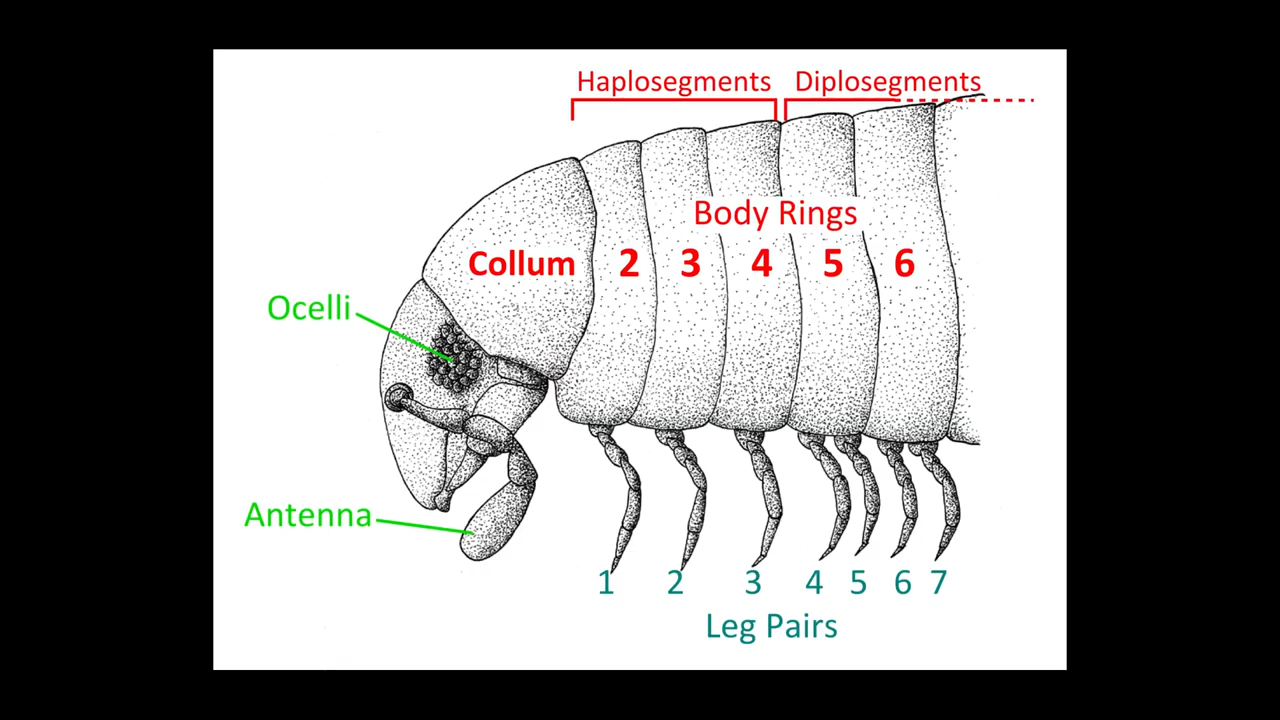 Haplosegments Diplosegments
Body Rings
Collum 2 3 4 5 6
Ocelli
Antenna
1 2 3 4 5 6 7
Leg Pairs